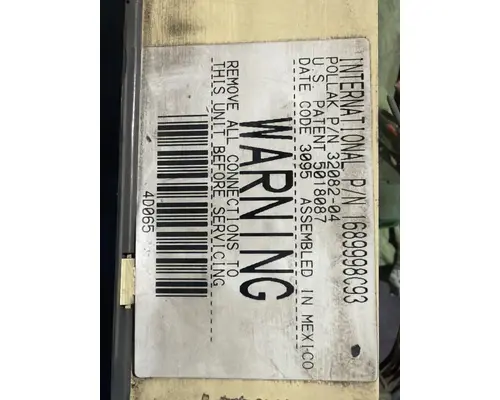 INTERNATIONAL P/N 1689998C93
POLLAK P/N 32082-04
U.S. PATENT 5018087
DATE CODE 3095 ASSEMBLED IN MEXICO
WARNING
REMOVE ALL CONNECTIONS TO
THIS UNIT BEFORE SERVICING
4D065